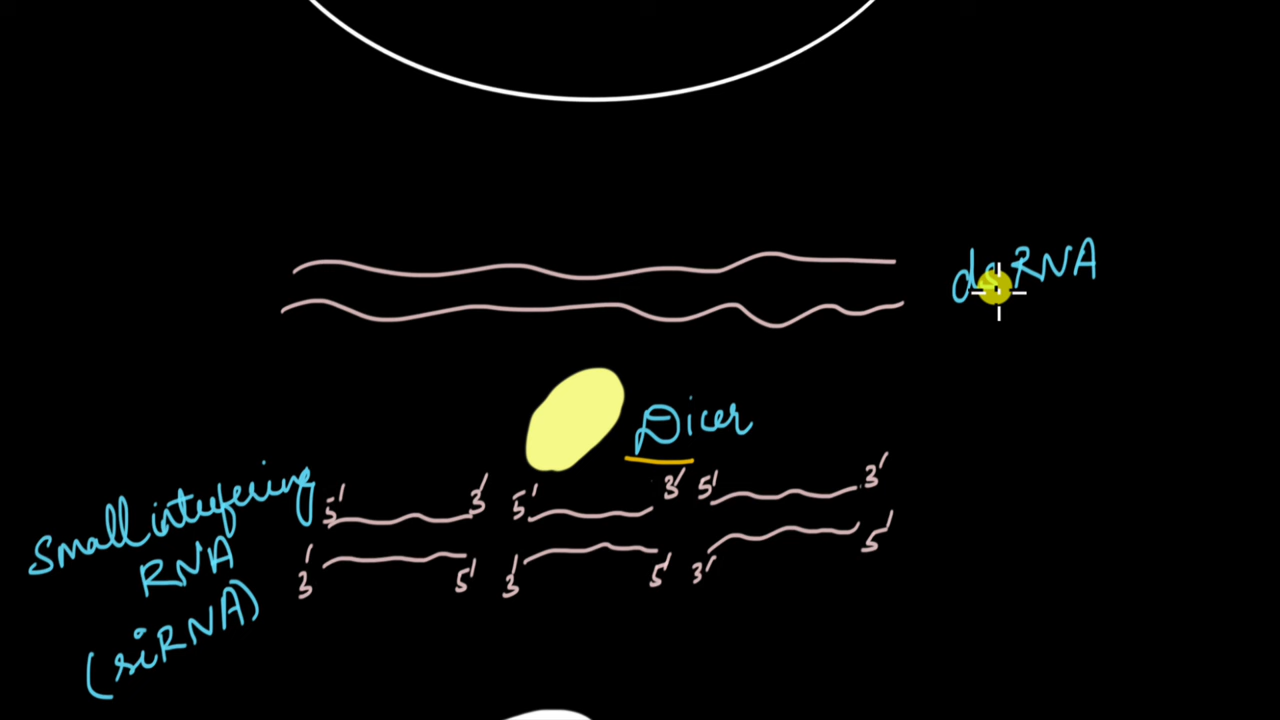 dsRNA
Dicer
5' 3' 5' 3' 5' 3'
3' 5' 3' 5' 3' 5'
Small interfering
RNA
(siRNA)